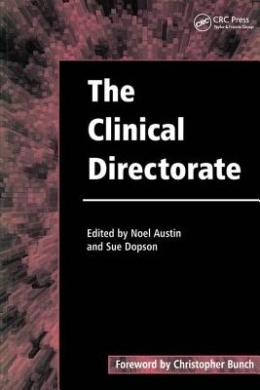 CRC Press
Taylor & Francis Group
The
Clinical
Directorate
Edited by Noel Austin
and Sue Dopson
Foreword by Christopher Bunch